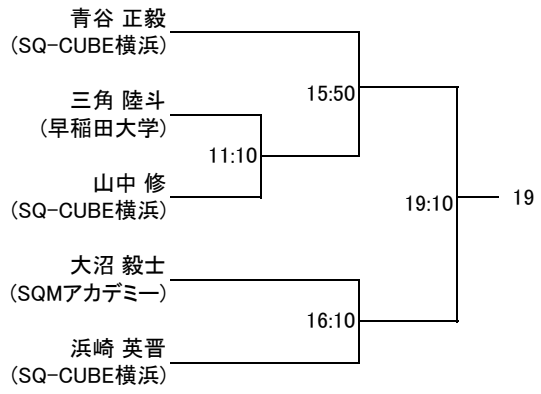 青谷 正毅
(SQ-CUBE横浜)
15:50
三角 陸斗
(早稲田大学)
11:10
山中 修
(SQ-CUBE横浜)
19:10
19
大沼 毅士
(SQMアカデミー)
16:10
浜崎 英晋
(SQ-CUBE横浜)